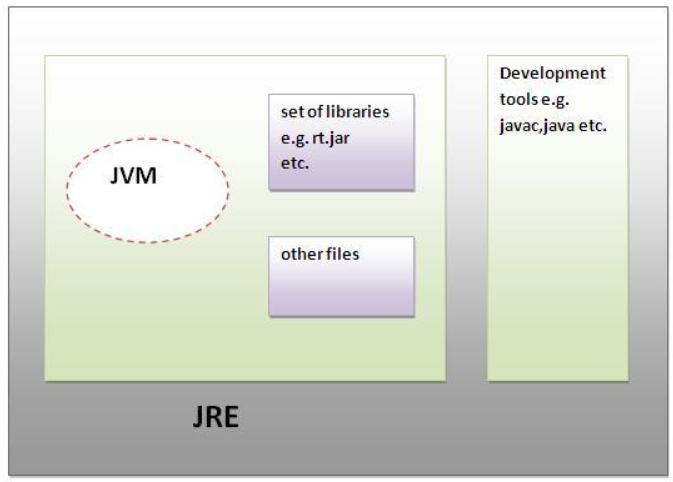 JVM
set of libraries
e.g. rt.jar
etc.
other files
Development
tools e.g.
javac,java etc.
JRE